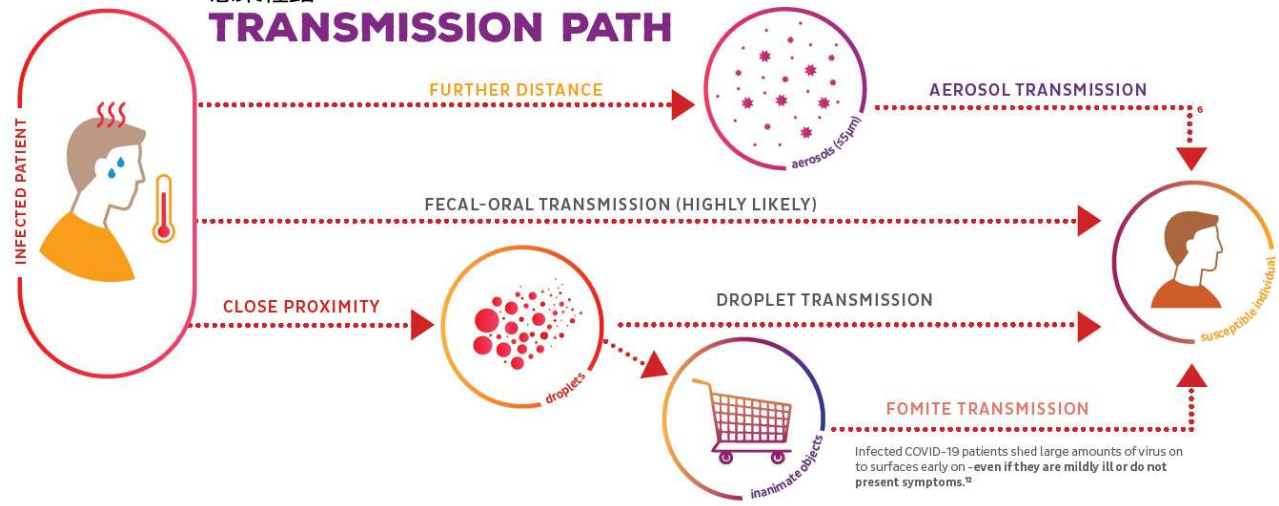 TRANSMISSION PATH
INFECTED PATIENT
FURTHER DISTANCE
aerosols (≤5μm)
AEROSOL TRANSMISSION
6
FECAL-ORAL TRANSMISSION (HIGHLY LIKELY)
susceptible individual
CLOSE PROXIMITY
droplets
DROPLET TRANSMISSION
inanimate objects
FOMITE TRANSMISSION
Infected COVID-19 patients shed large amounts of virus on
to surfaces early on -even if they are mildly ill or do not
present symptoms.¹²